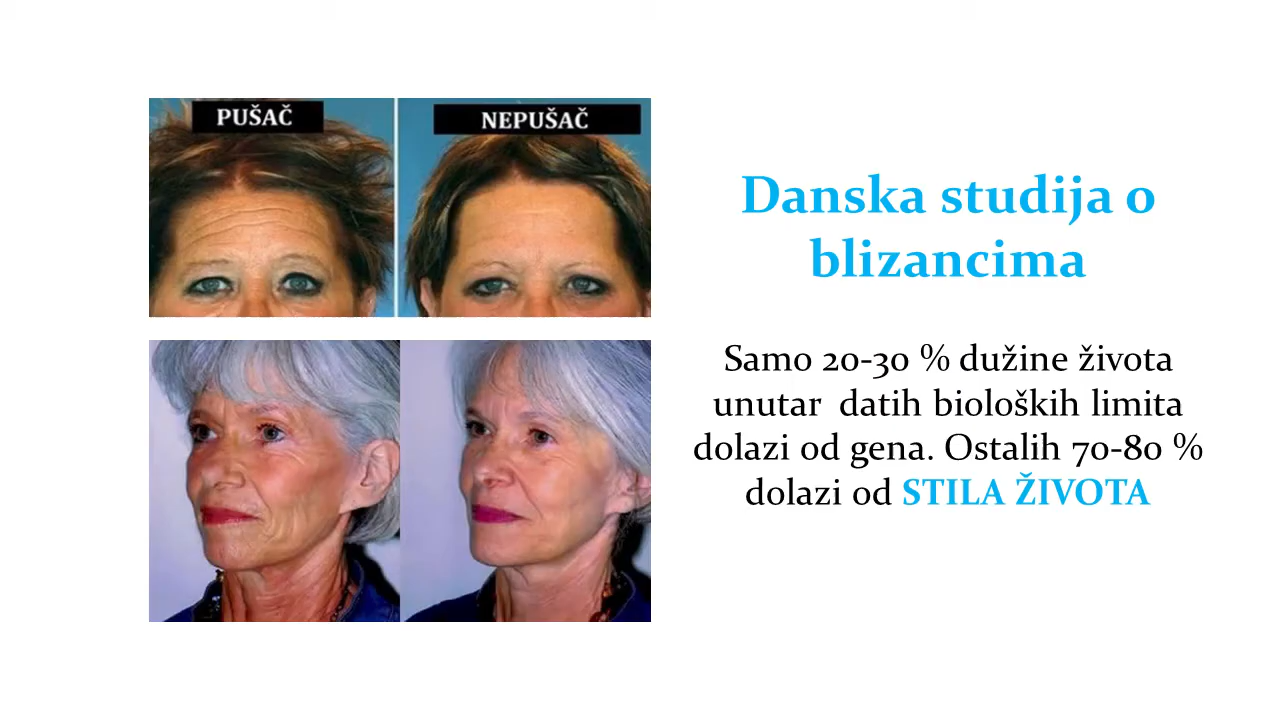 PUŠAČ
NEPUŠAČ
Danska studija o
blizancima
Samo 20-30 % dužine života
unutar datih bioloških limita
dolazi od gena. Ostalih 70-80 %
dolazi od STILA ŽIVOTA